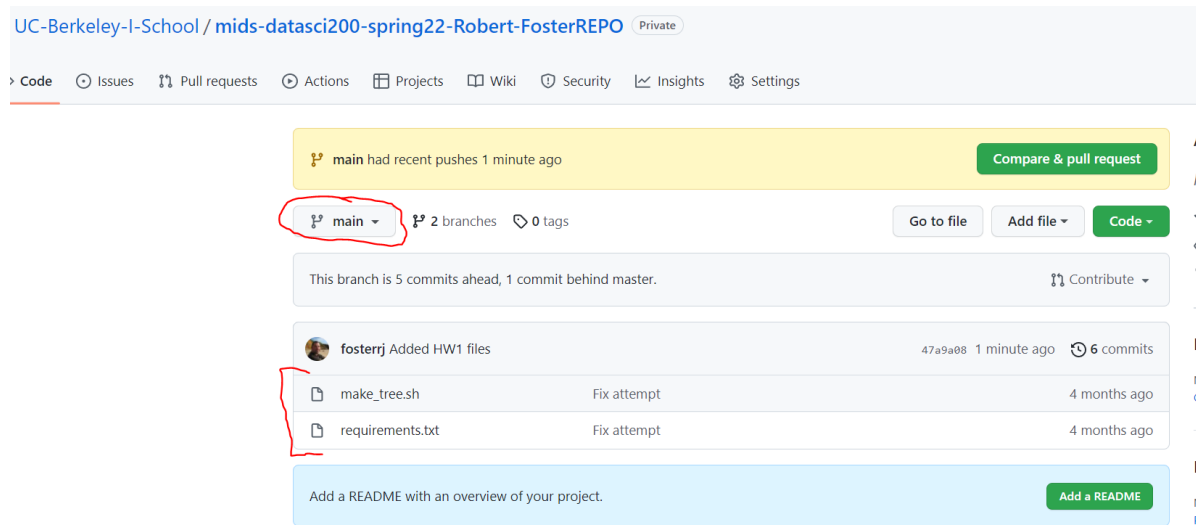 UC-Berkeley-I-School / mids-datasci200-spring22-Robert-FosterREPO Private
Code Issues Pull requests Actions Projects Wiki Security Insights Settings
main had recent pushes 1 minute ago Compare & pull request
main 2 branches 0 tags Go to file Add file Code
This branch is 5 commits ahead, 1 commit behind master. Contribute
fosterrj Added HW1 files 47a9a08 1 minute ago 6 commits
make_tree.sh Fix attempt 4 months ago
requirements.txt Fix attempt 4 months ago
Add a README with an overview of your project. Add a README